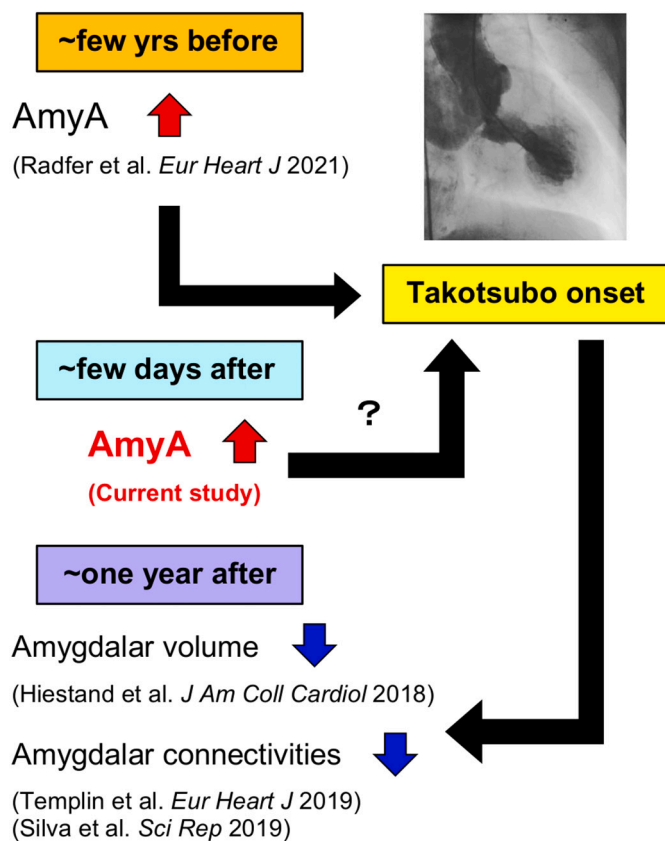 ~few yrs before
AmyA
(Radfer et al. Eur Heart J 2021)
Takotsubo onset
~few days after
AmyA
(Current study)
?
~one year after
Amygdalar volume
(Hiestand et al. J Am Coll Cardiol 2018)
Amygdalar connectivities
(Templin et al. Eur Heart J 2019)
(Silva et al. Sci Rep 2019)